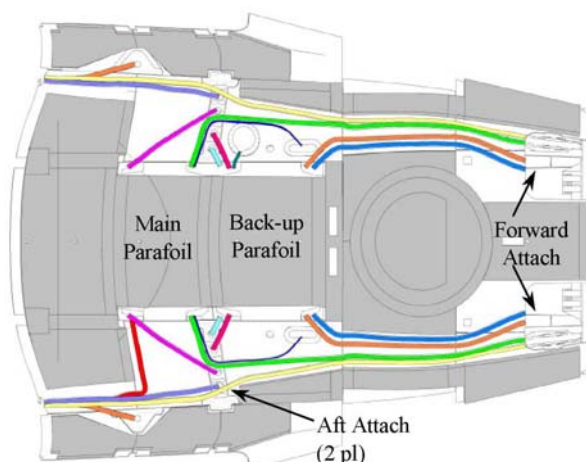 Main
Parafoil
Back-up
Parafoil
Forward
Attach
Aft Attach
(2 pl)